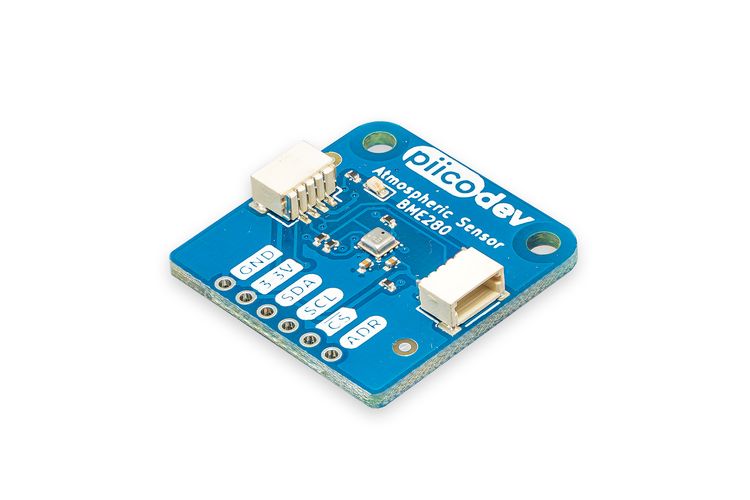 piicodev
Atmospheric Sensor
BME280
GND
3.3V
SDA
SCL
CS
ADR